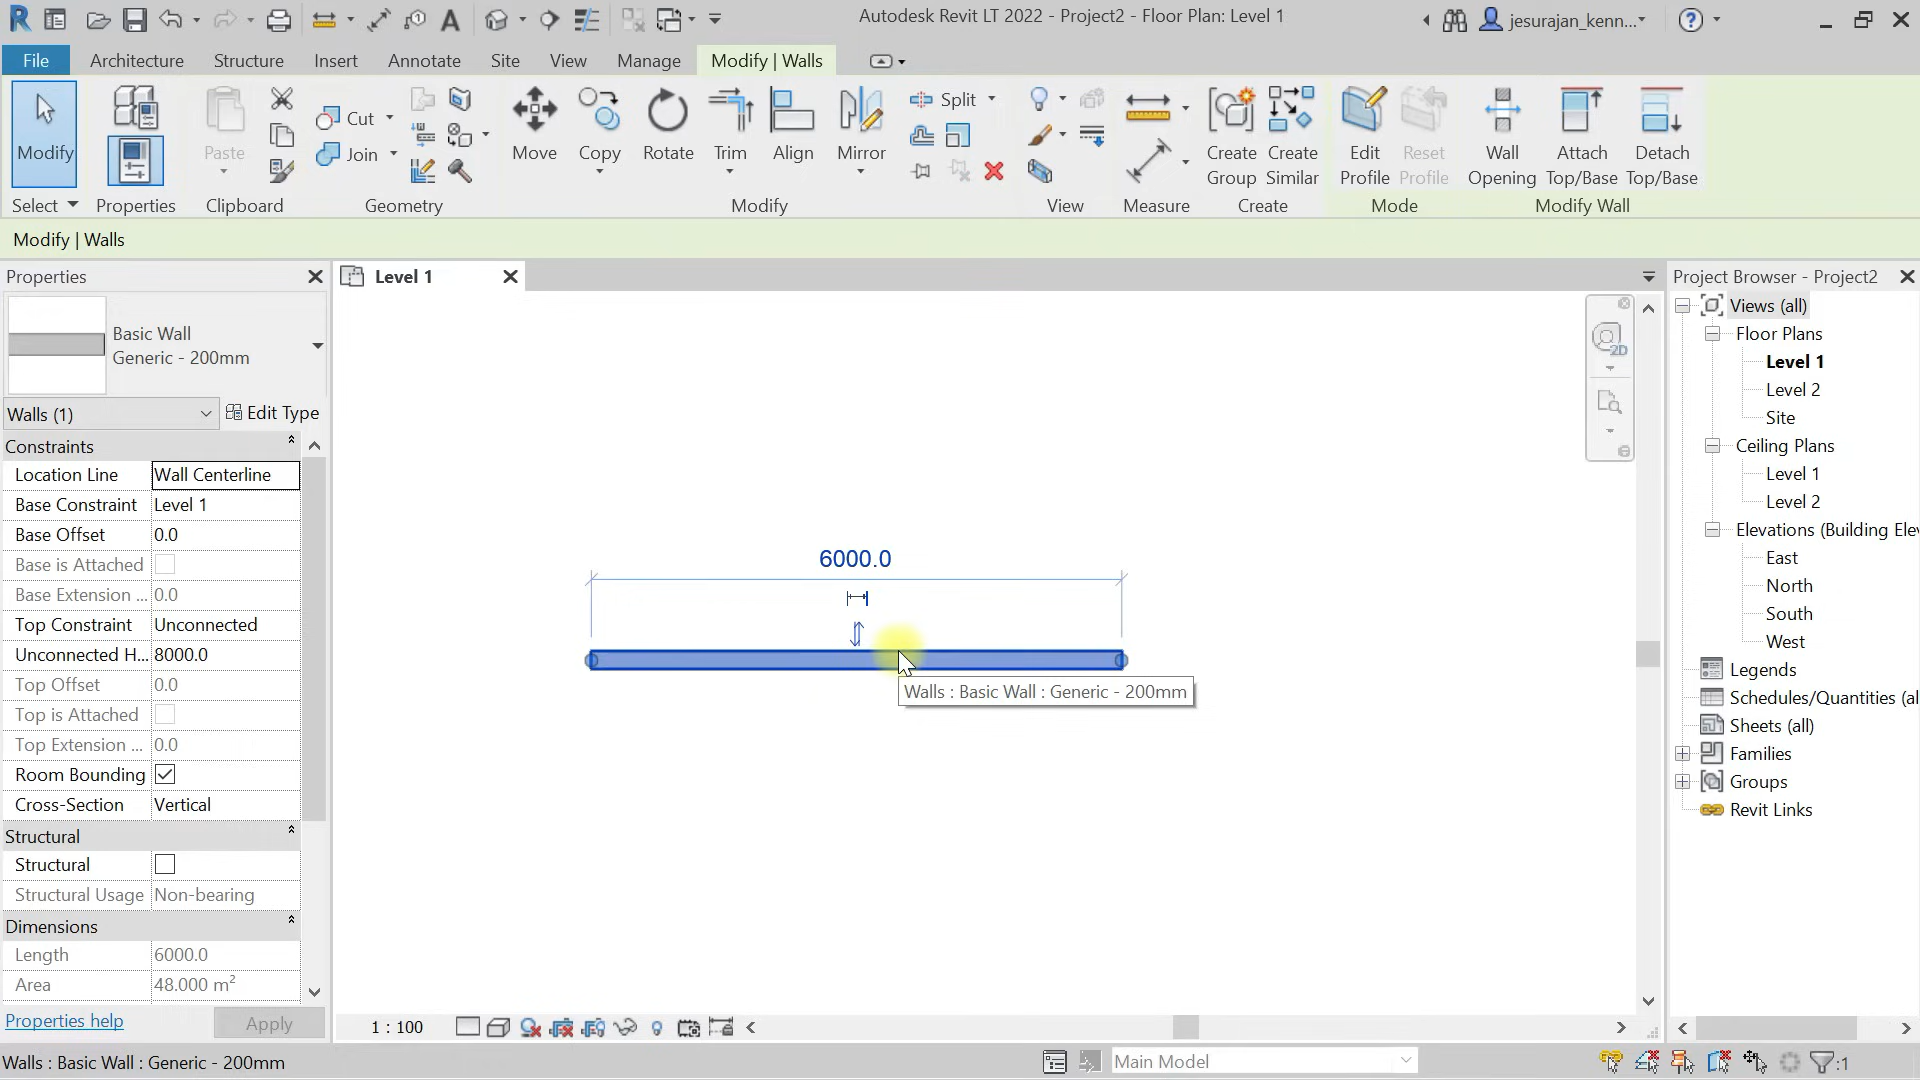 Autodesk Revit LT 2022 - Project2 - Floor Plan: Level 1
jesurajan_kenn...
File Architecture Structure Insert Annotate Site View Manage Modify | Walls
Modify
Paste
Cut
Join
Move Copy Rotate Trim Align Mirror
Split
Create Group
Create Similar
Edit Profile
Reset Profile
Wall Opening
Attach Top/Base
Detach Top/Base
Select Properties Clipboard Geometry Modify View Measure Create Mode Modify Wall
Modify | Walls
Properties
Basic Wall
Generic - 200mm
Walls (1) Edit Type
Constraints
Location Line Wall Centerline
Base Constraint Level 1
Base Offset 0.0
Base is Attached
Base Extension ... 0.0
Top Constraint Unconnected
Unconnected H... 8000.0
Top Offset 0.0
Top is Attached
Top Extension ... 0.0
Room Bounding
Cross-Section Vertical
Structural
Structural
Structural Usage Non-bearing
Dimensions
Length 6000.0
Area 48.000 m²
Properties help Apply
Level 1
2D
6000.0
Walls : Basic Wall : Generic - 200mm
1 : 100
Project Browser - Project2
Views (all)
Floor Plans
Level 1
Level 2
Site
Ceiling Plans
Level 1
Level 2
Elevations (Building Ele
East
North
South
West
Legends
Schedules/Quantities (al
Sheets (all)
Families
Groups
Revit Links
Walls : Basic Wall : Generic - 200mm
Main Model
:1